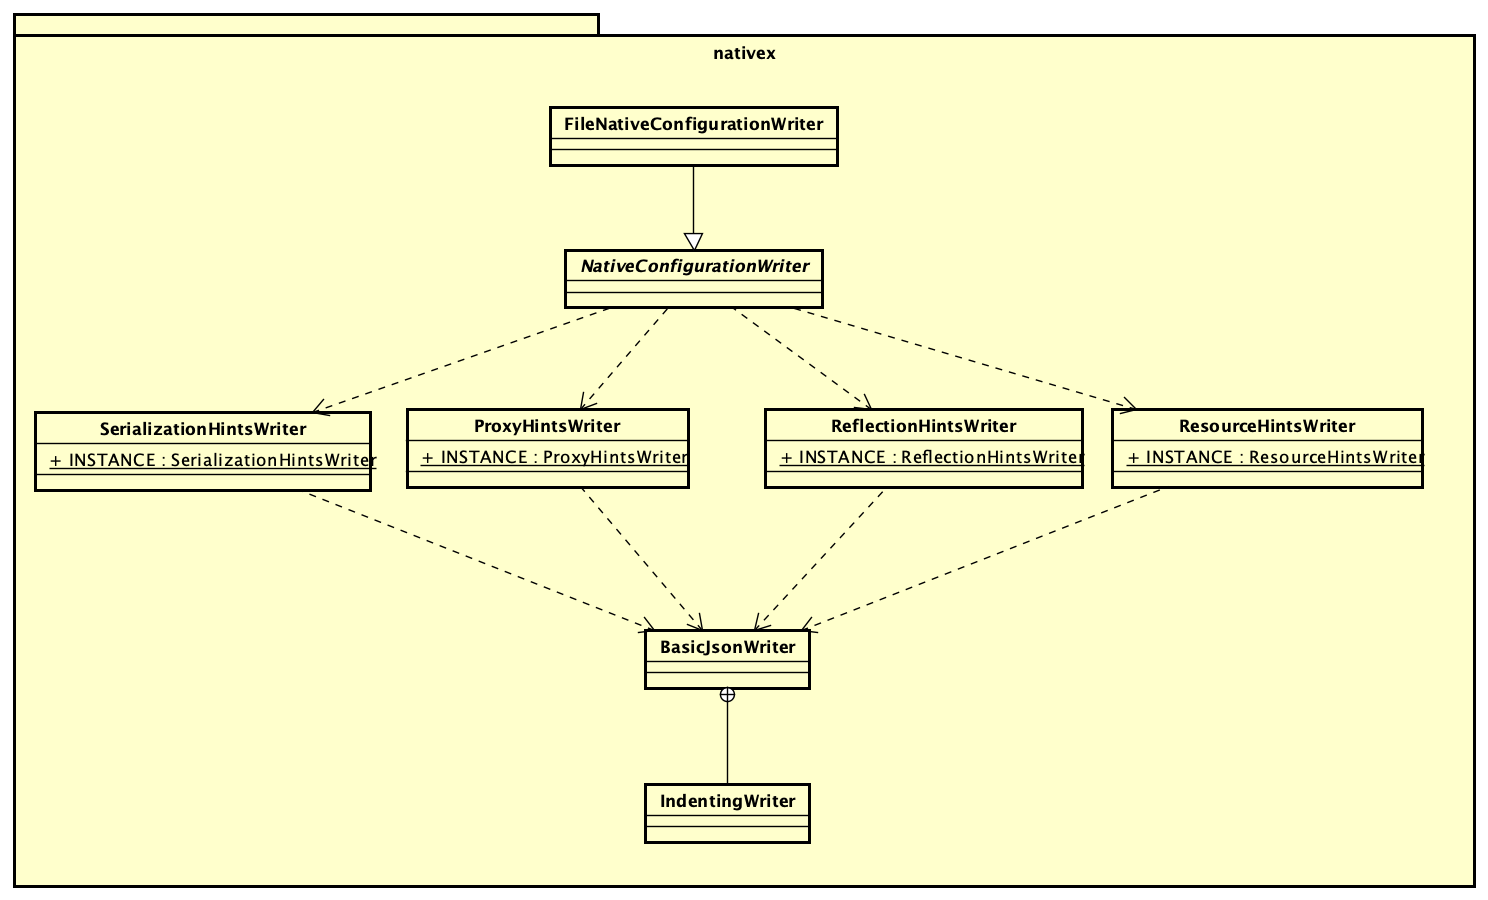 nativex
FileNativeConfigurationWriter
NativeConfigurationWriter
SerializationHintsWriter
+ INSTANCE : SerializationHintsWriter
ProxyHintsWriter
+ INSTANCE : ProxyHintsWriter
ReflectionHintsWriter
+ INSTANCE : ReflectionHintsWriter
ResourceHintsWriter
+ INSTANCE : ResourceHintsWriter
BasicJsonWriter
IndentingWriter